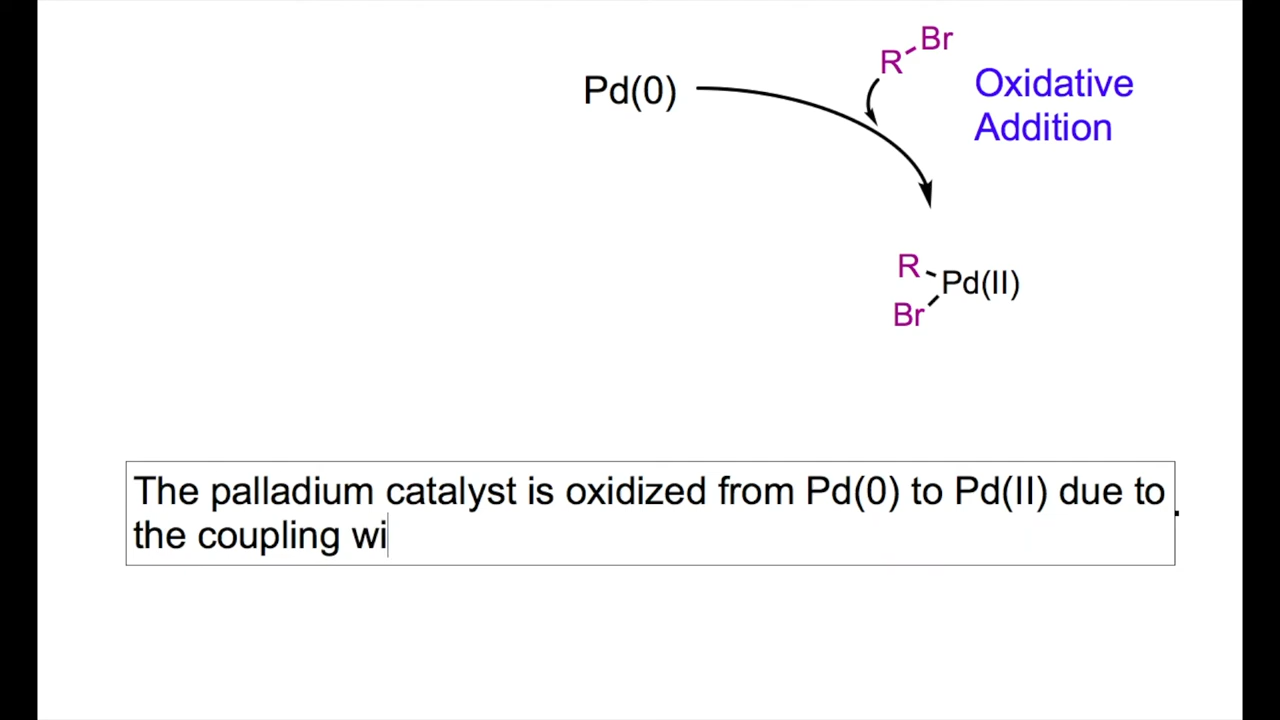 R-Br
Pd(0)
Oxidative
Addition
R
Pd(II)
Br
The palladium catalyst is oxidized from Pd(0) to Pd(II) due to
the coupling wi
.